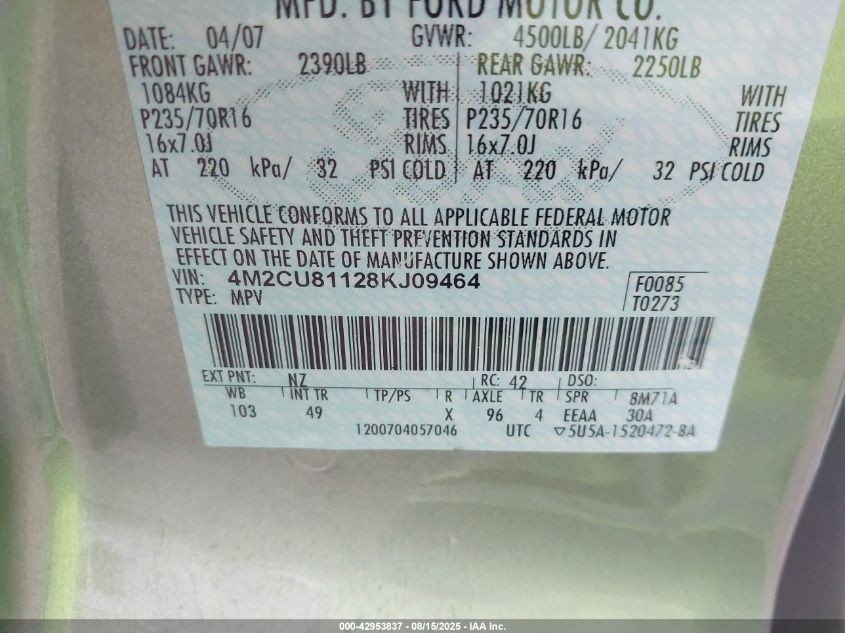 MFD. BY FORD MOTOR CO.
DATE: 04/07 GVWR: 4500LB/ 2041KG
FRONT GAWR: 2390LB REAR GAWR: 2250LB
1084KG WITH 1021KG WITH
P235/70R16 TIRES P235/70R16 TIRES
16x7.0J RIMS 16x7.0J RIMS
AT 220 kPa/ 32 PSI COLD AT 220 kPa/ 32 PSI COLD
THIS VEHICLE CONFORMS TO ALL APPLICABLE FEDERAL MOTOR
VEHICLE SAFETY AND THEFT PREVENTION STANDARDS IN
EFFECT ON THE DATE OF MANUFACTURE SHOWN ABOVE.
VIN: 4M2CU81128KJ09464 F0085
TYPE: MPV T0273
EXT PNT: NZ RC: 42 DSO:
WB INT TR TP/PS R AXLE TR SPR 8M71A
103 49 X 96 4 EEAA 30A
1200704057046 UTC ▽5U5A-1520472-BA
000-42953837 - 08/15/2025 - IAA Inc.